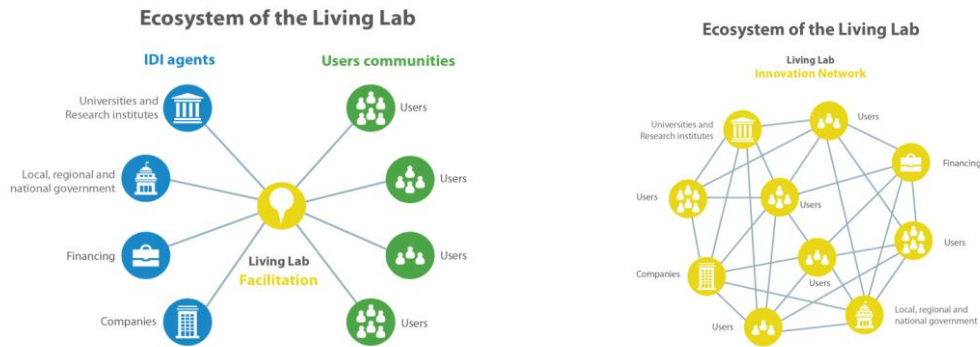 Ecosystem of the Living Lab
IDI agents
Users communities
Universities and
Research institutes
Users
Local, regional and
national government
Users
Financing
Users
Living Lab
Facilitation
Companies
Users
Ecosystem of the Living Lab
Living Lab
Innovation Network
Universities and
Research institutes
Users
Financing
Users
Users
Users
Companies
Users
Users
Local, regional and
national government